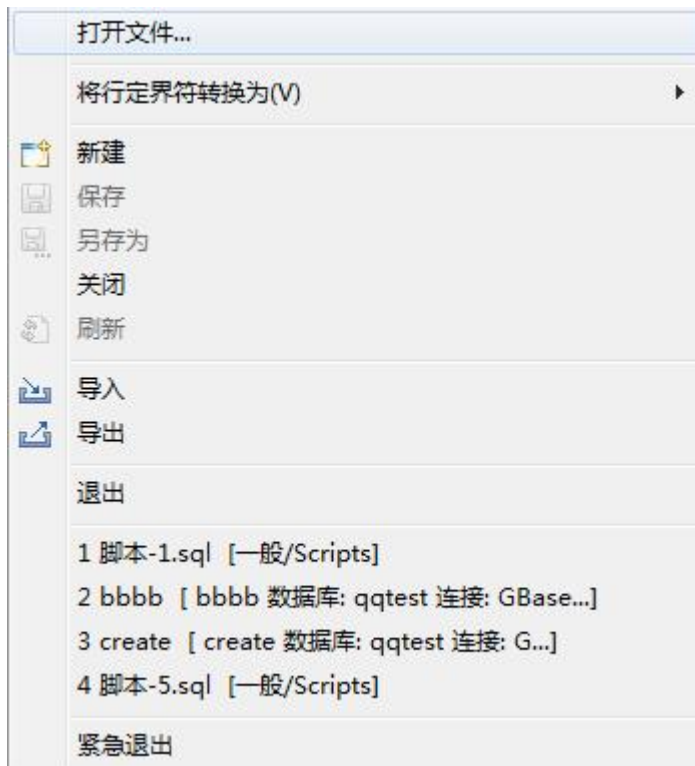 打开文件...
将行定界符转换为(V)
新建
保存
另存为
关闭
刷新
导入
导出
退出
1 脚本-1.sql  [一般/Scripts]
2 bbbb  [ bbbb 数据库: qqtest 连接: GBase...]
3 create  [ create 数据库: qqtest 连接: G...]
4 脚本-5.sql  [一般/Scripts]
紧急退出